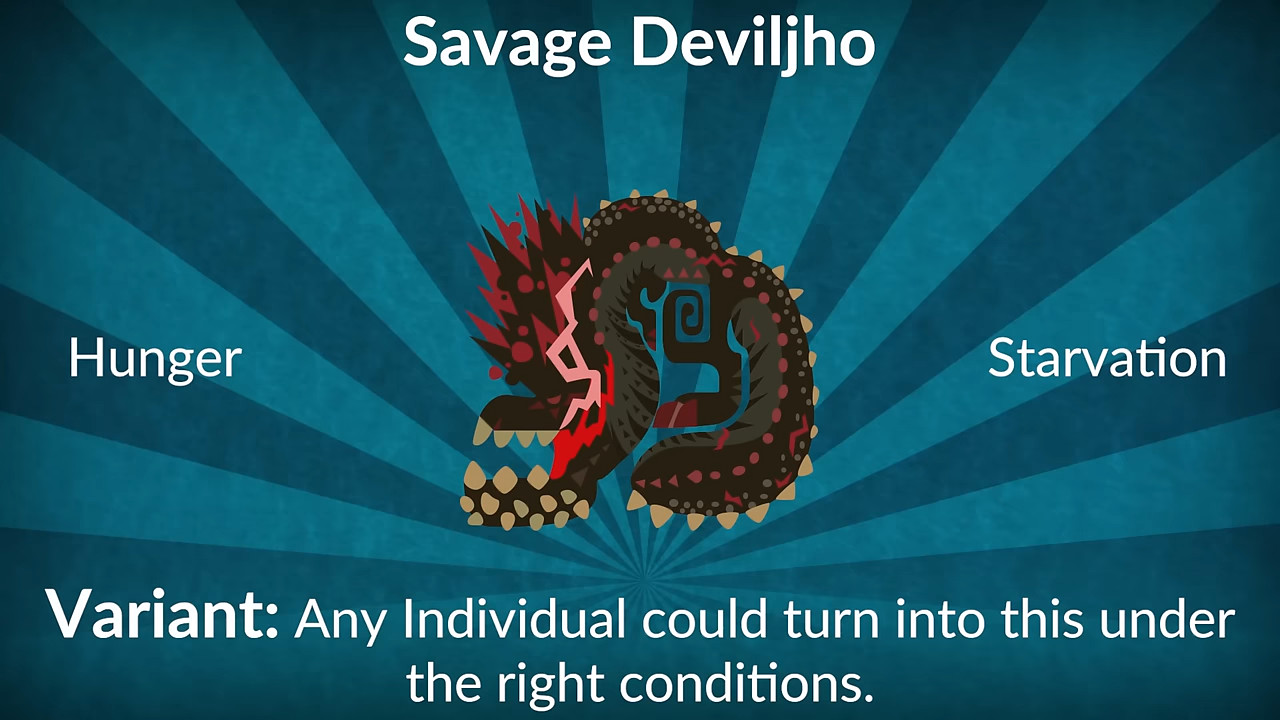 Savage Deviljho
Hunger
Starvation
Variant: Any Individual could turn into this under
the right conditions.